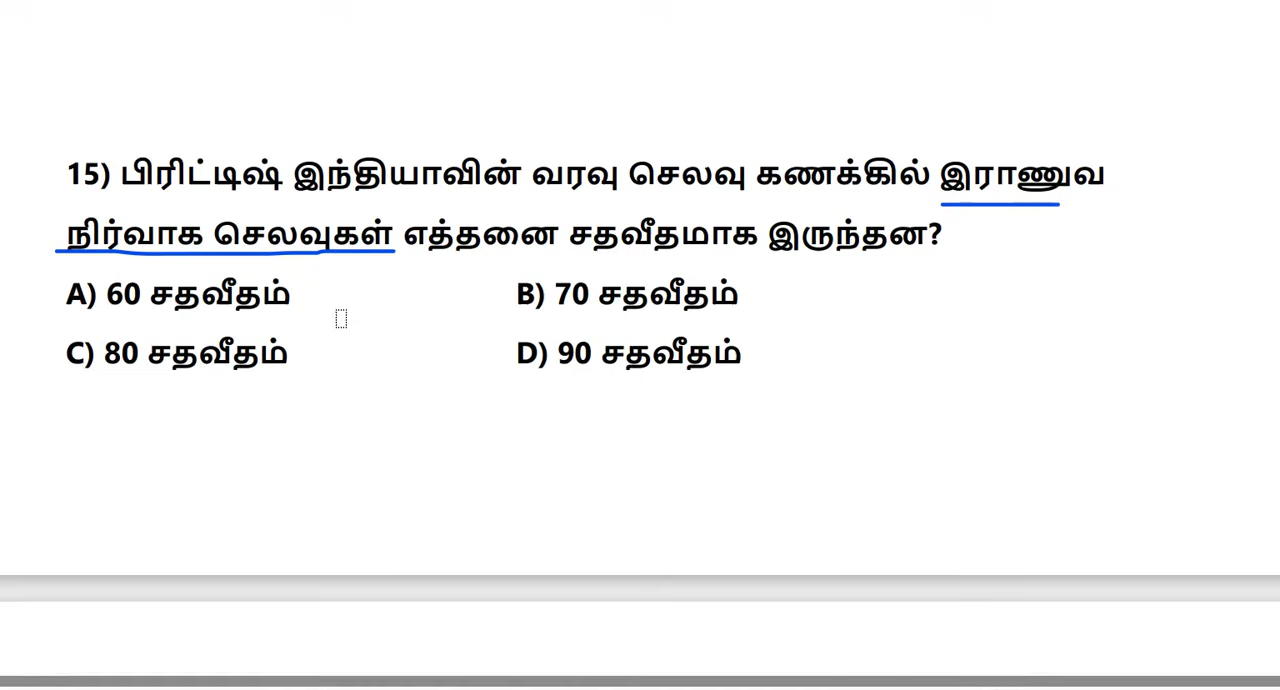 15) பிரிட்டிஷ் இந்தியாவின் வரவு செலவு கணக்கில் இராணுவ
நிர்வாக செலவுகள் எத்தனை சதவீதமாக இருந்தன?
A) 60 சதவீதம் B) 70 சதவீதம்
C) 80 சதவீதம் D) 90 சதவீதம்